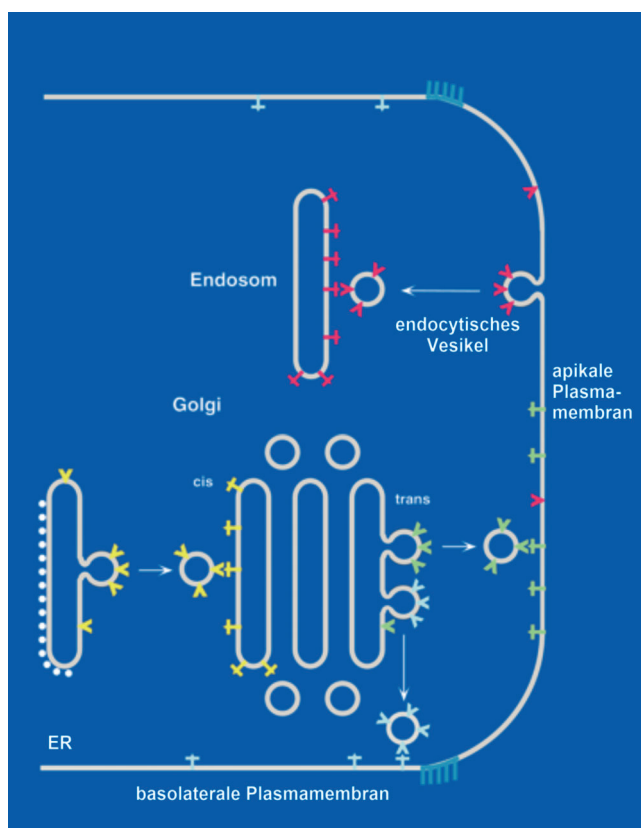 Endosom
endocytisches
Vesikel
apikale
Plasma-
membran
Golgi
cis
trans
ER
basolaterale Plasmamembran